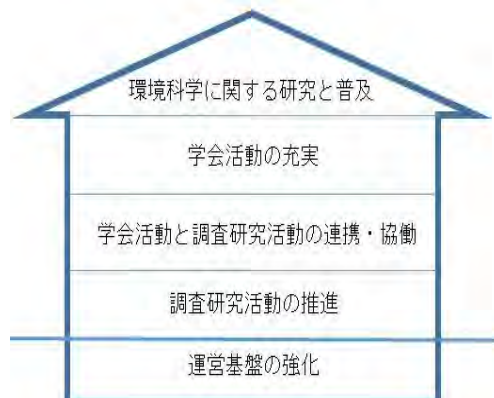 環境科学に関する研究と普及
学会活動の充実
学会活動と調査研究活動の連携・協働
調査研究活動の推進
運営基盤の強化